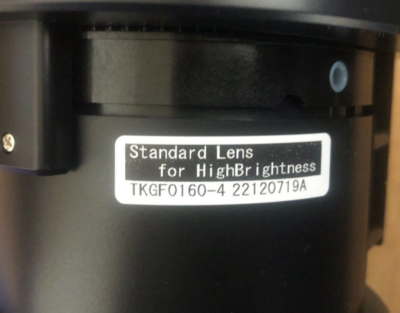 Standard Lens
for HighBrightness
TKGF0160-4 22120719A